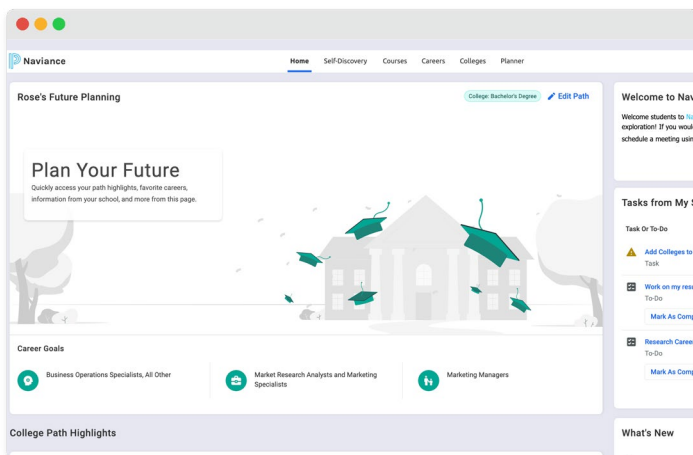 Naviance
Home Self-Discovery Courses Careers Colleges Planner
Rose's Future Planning
College: Bachelor's Degree
Edit Path
Plan Your Future
Quickly access your path highlights, favorite careers,
information from your school, and more from this page.
Career Goals
Business Operations Specialists, All Other
Market Research Analysts and Marketing
Specialists
Marketing Managers
College Path Highlights
Welcome to Nav
Welcome students to Na
exploration! If you woul
schedule a meeting usin
Tasks from My S
Task Or To-Do
Add Colleges to
Task
Work on my resu
To-Do
Mark As Comp
Research Career
To-Do
Mark As Comp
What's New